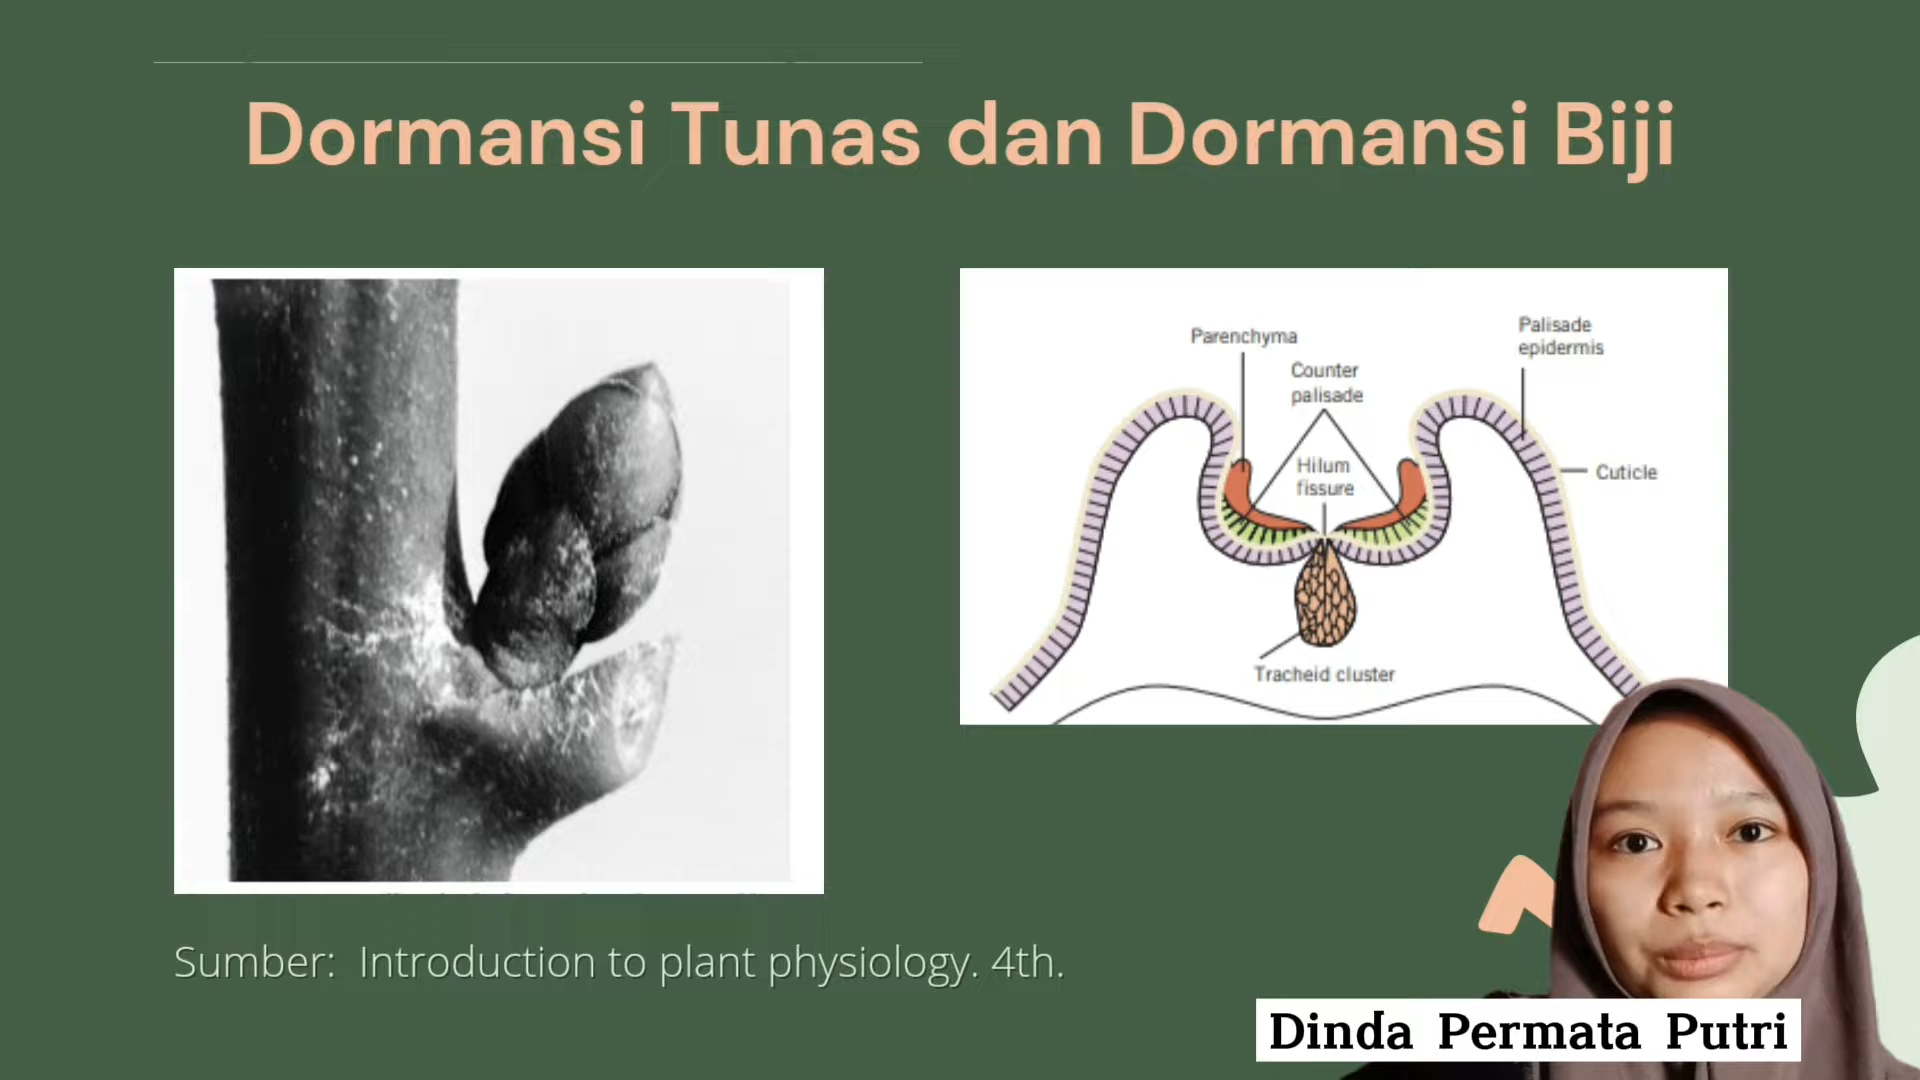 Dormansi Tunas dan Dormansi Biji
Parenchyma
Counter
palisade
Palisade
epidermis
Hilum
fissure
Cuticle
Tracheid cluster
Sumber: Introduction to plant physiology. 4th.
Dinda Permata Putri